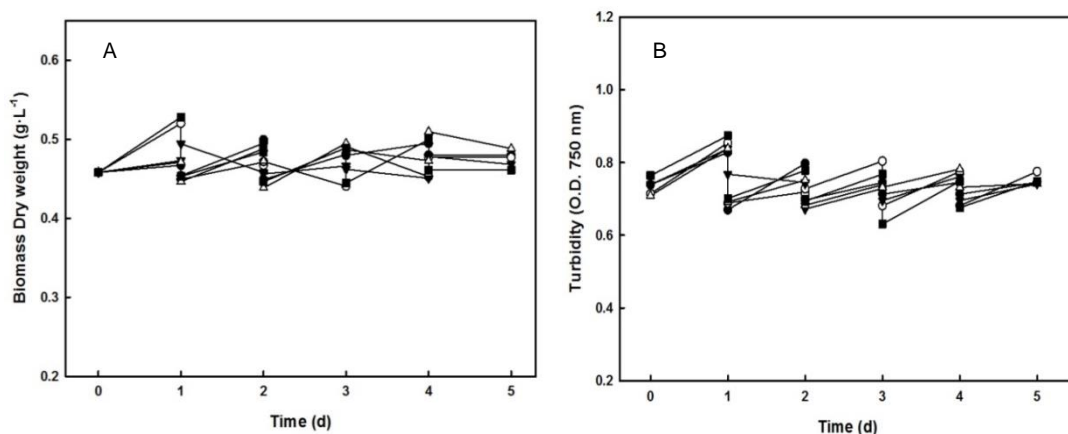 A
Biomass Dry weight (g·L⁻¹)
0.6
0.5
0.4
0.3
0.2
0 1 2 3 4 5
Time (d)
B
Turbidity (O.D. 750 nm)
1.2
1.0
0.8
0.6
0.4
0.2
0 1 2 3 4 5
Time (d)